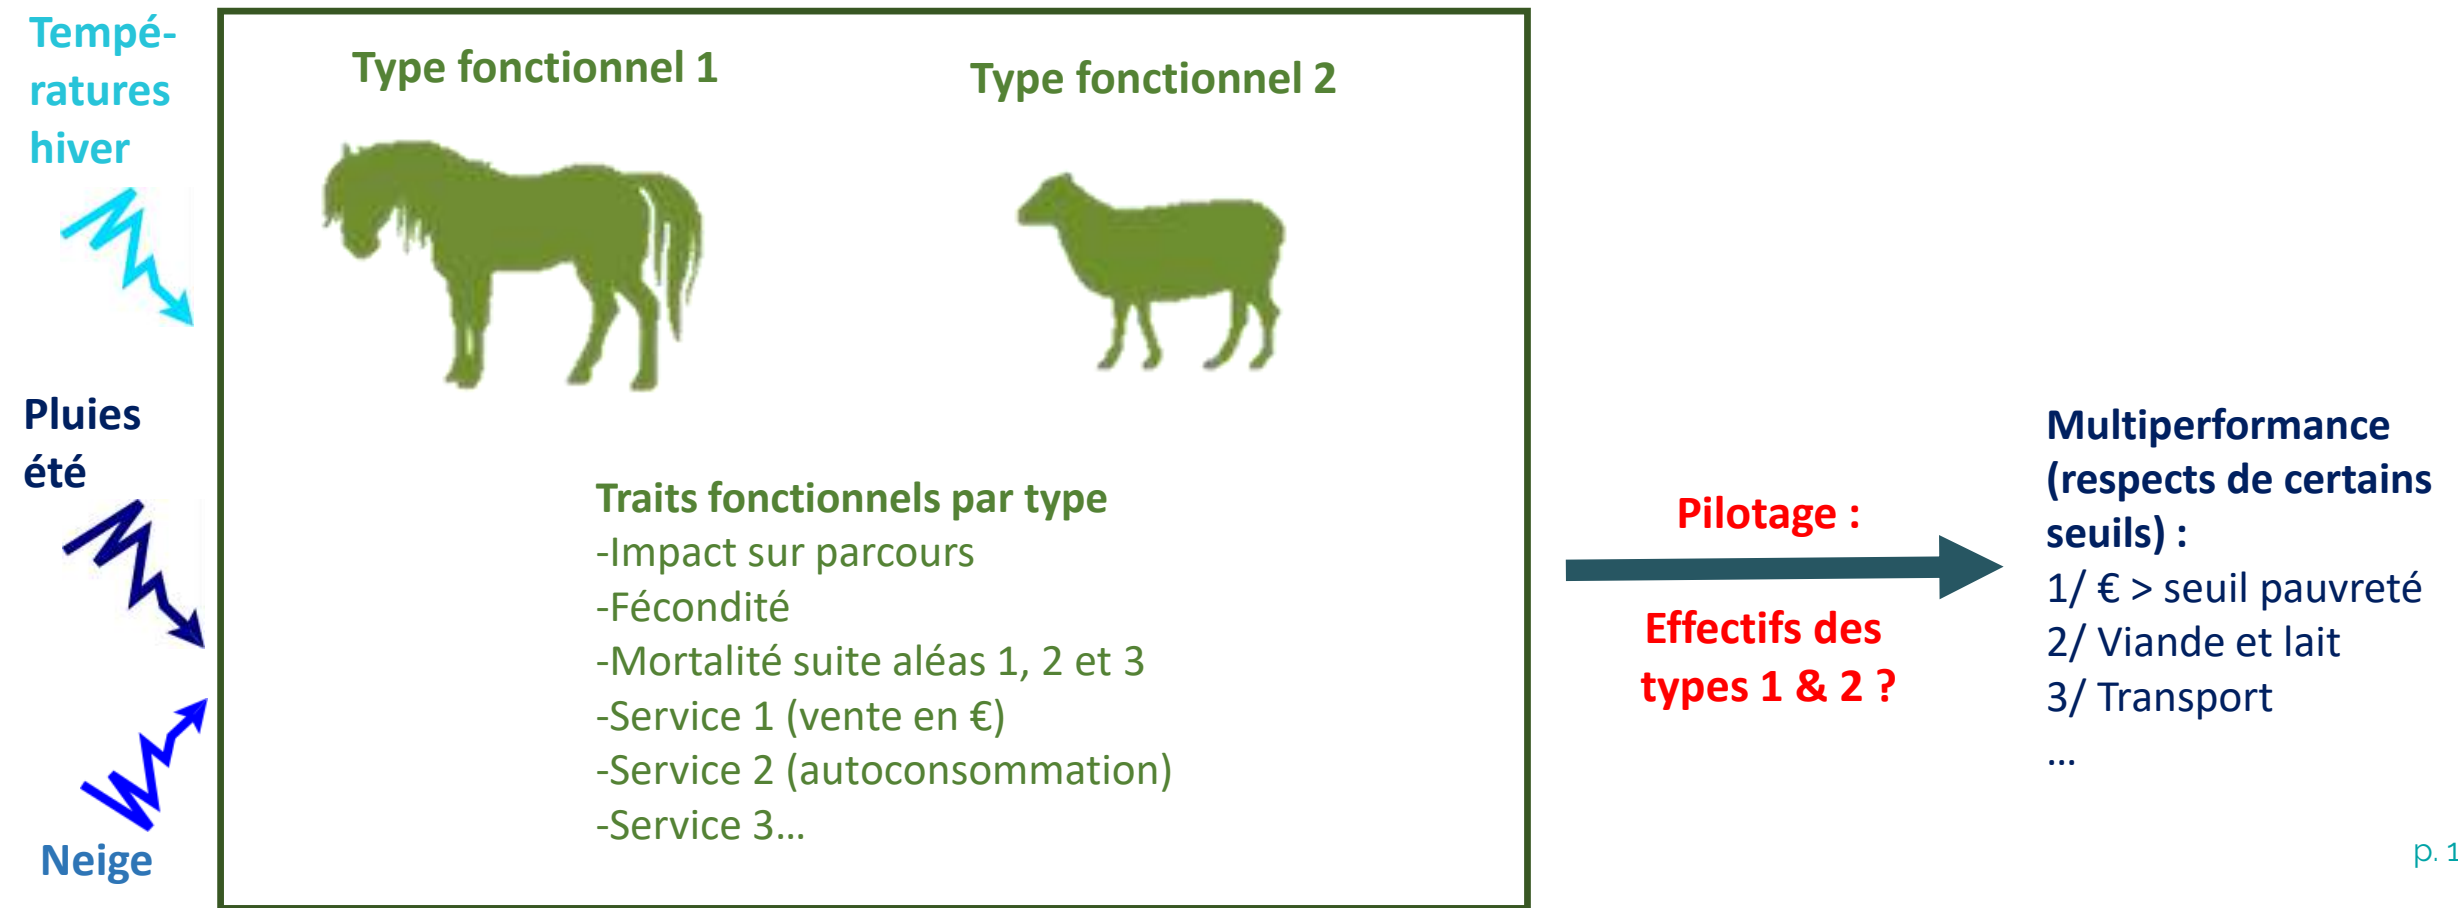 Tempé-
ratures
hiver
Pluies
été
Neige
Type fonctionnel 1
Type fonctionnel 2
Traits fonctionnels par type
-Impact sur parcours
-Fécondité
-Mortalité suite aléas 1, 2 et 3
-Service 1 (vente en €)
-Service 2 (autoconsommation)
-Service 3...
Pilotage :
Effectifs des
types 1 & 2 ?
Multiperformance
(respects de certains
seuils) :
1/ € > seuil pauvreté
2/ Viande et lait
3/ Transport
...
p. 1